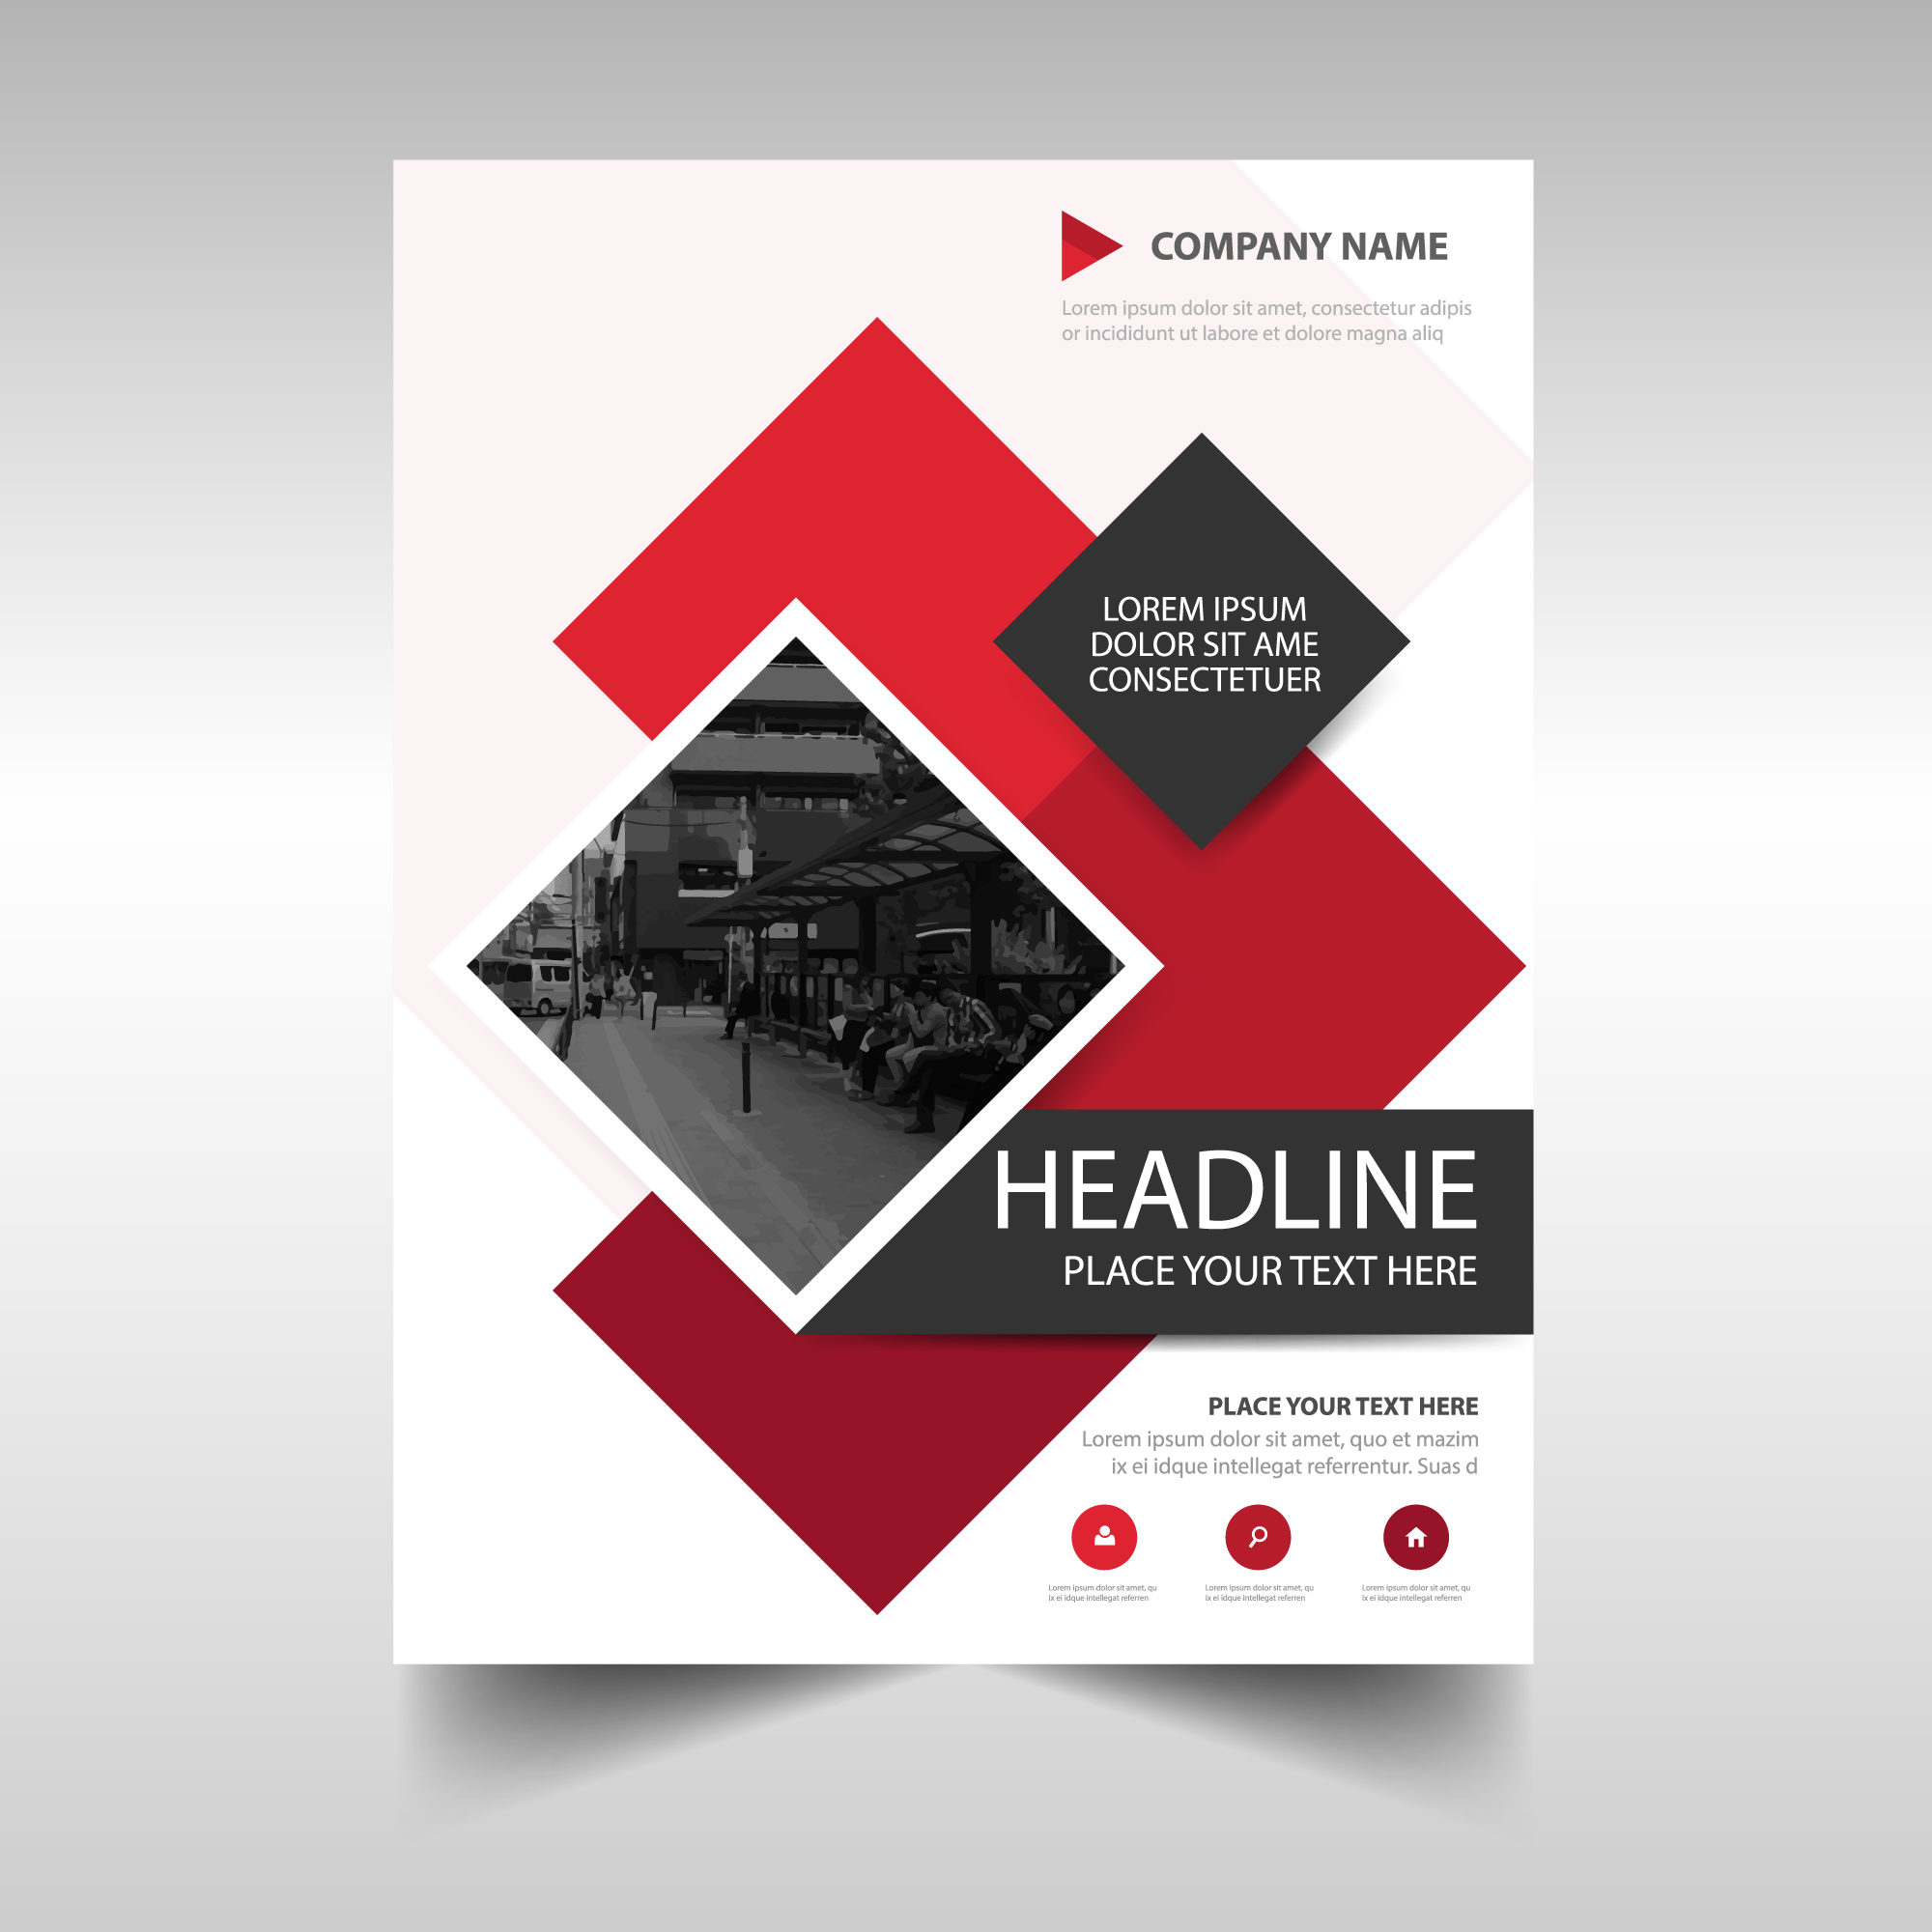 COMPANY NAME
Lorem ipsum dolor sit amet, consectetur adipis
or incididunt ut labore et dolore magna aliq
LOREM IPSUM
DOLOR SIT AME
CONSECTETUER
HEADLINE
PLACE YOUR TEXT HERE
PLACE YOUR TEXT HERE
Lorem ipsum dolor sit amet, quo et mazim
ix ei idque intellegat referrentur. Suas d
Lorem ipsum dolor sit amet, qu
ix ei idque intellegat referren
Lorem ipsum dolor sit amet, qu
ix ei idque intellegat referren
Lorem ipsum dolor sit amet, qu
ix ei idque intellegat referren